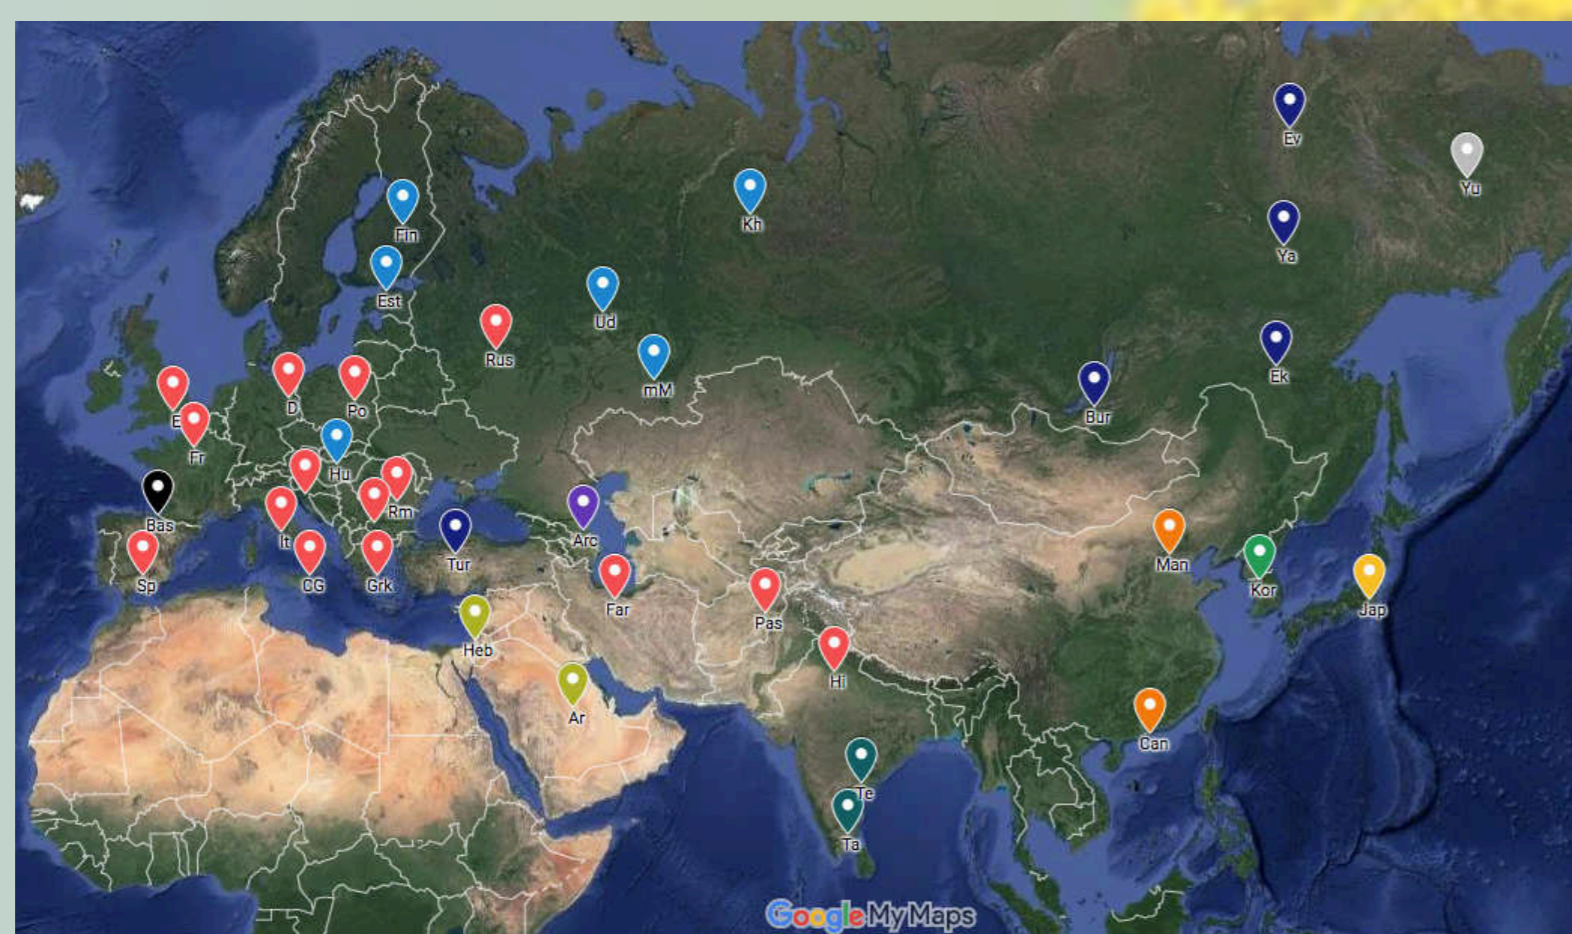 Ev
Yu
Kh
Fin
Ya
Est
Ud
Rus
mM
Ek
D
Po
Bur
E
Fr
Hu
Rm
Bas
It
Arc
Tur
Man
Sp
CG
Grk
Kor
Far
Jap
Pas
Heb
Hi
Ar
Can
Te
Ta
Google My Maps